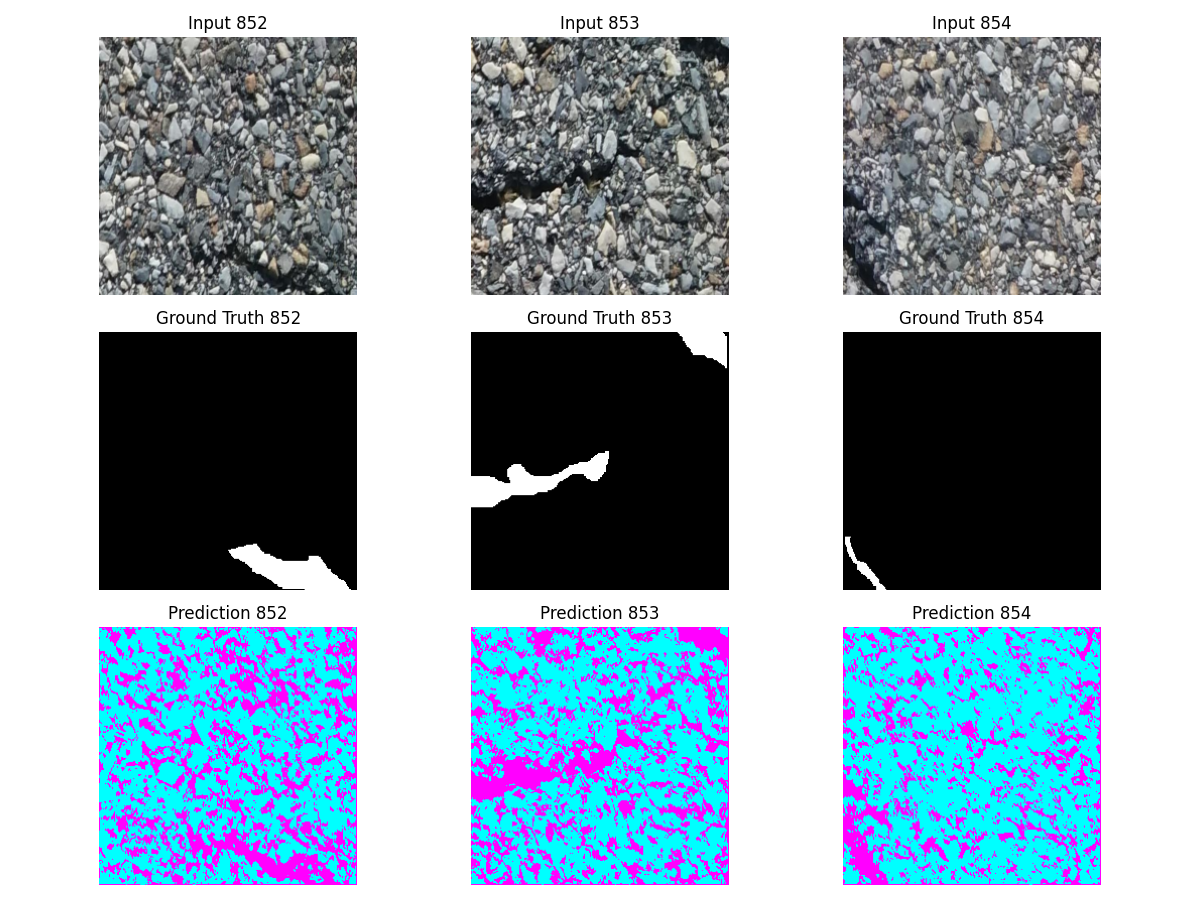 Input 852
Input 853
Input 854
Ground Truth 852
Ground Truth 853
Ground Truth 854
Prediction 852
Prediction 853
Prediction 854